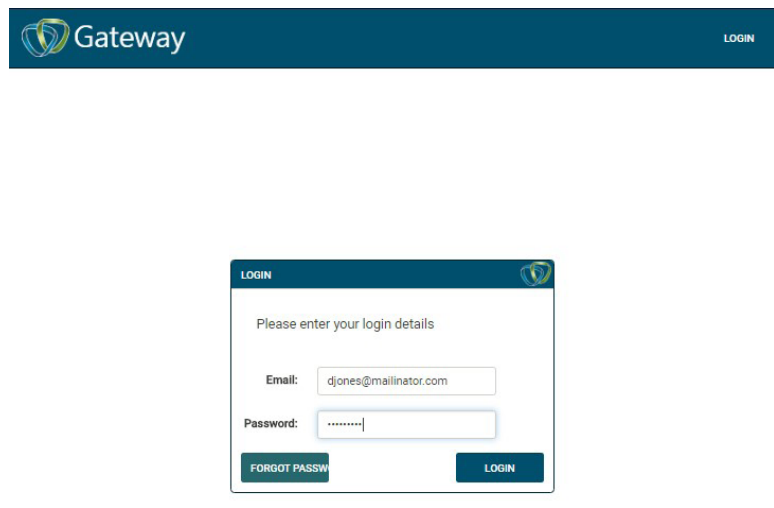 Gateway
LOGIN
LOGIN
Please enter your login details
Email: djones@mailinator.com
Password: •••••••••
FORGOT PASSW
LOGIN